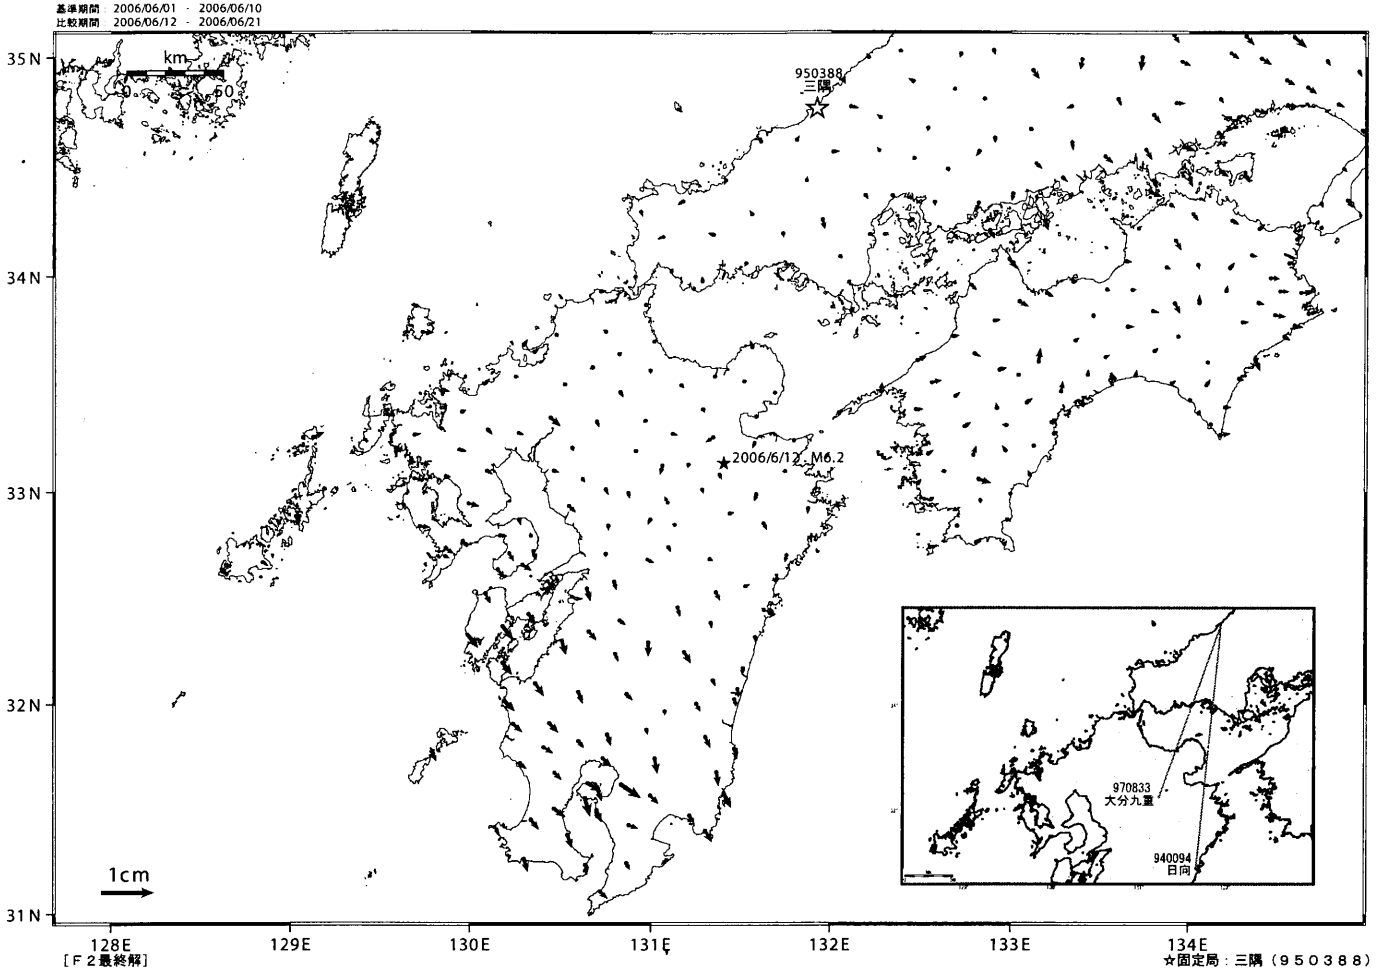 基準期間 2006/06/01 - 2006/06/10
比較期間 2006/06/12 - 2006/06/21
35N
34N
33N
32N
31N
km
0 50
950388
三隅
2006/6/12, M6.2
970833
大分九重
940094
日向
1cm
128E 129E 130E 131E 132E 133E 134E
[F2最終解]
☆固定局:三隅(950388)